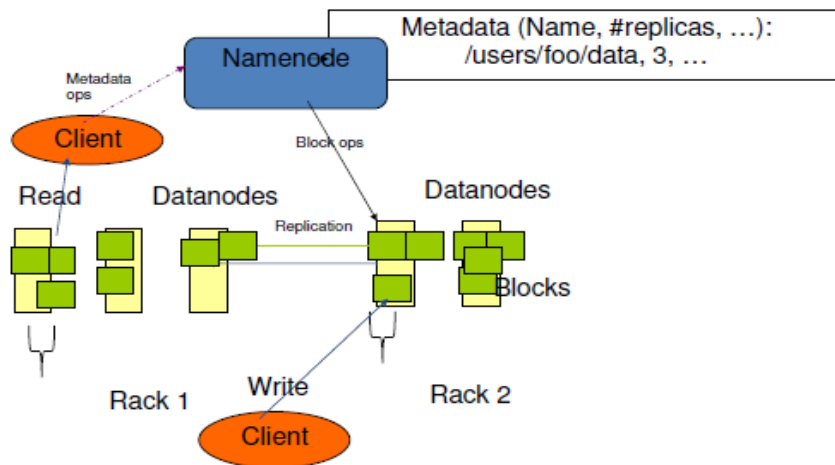 Metadata (Name, #replicas, …):
/users/foo/data, 3, …
Namenode
Metadata
ops
Client
Block ops
Read
Datanodes
Datanodes
Replication
Blocks
Rack 1
Write
Rack 2
Client